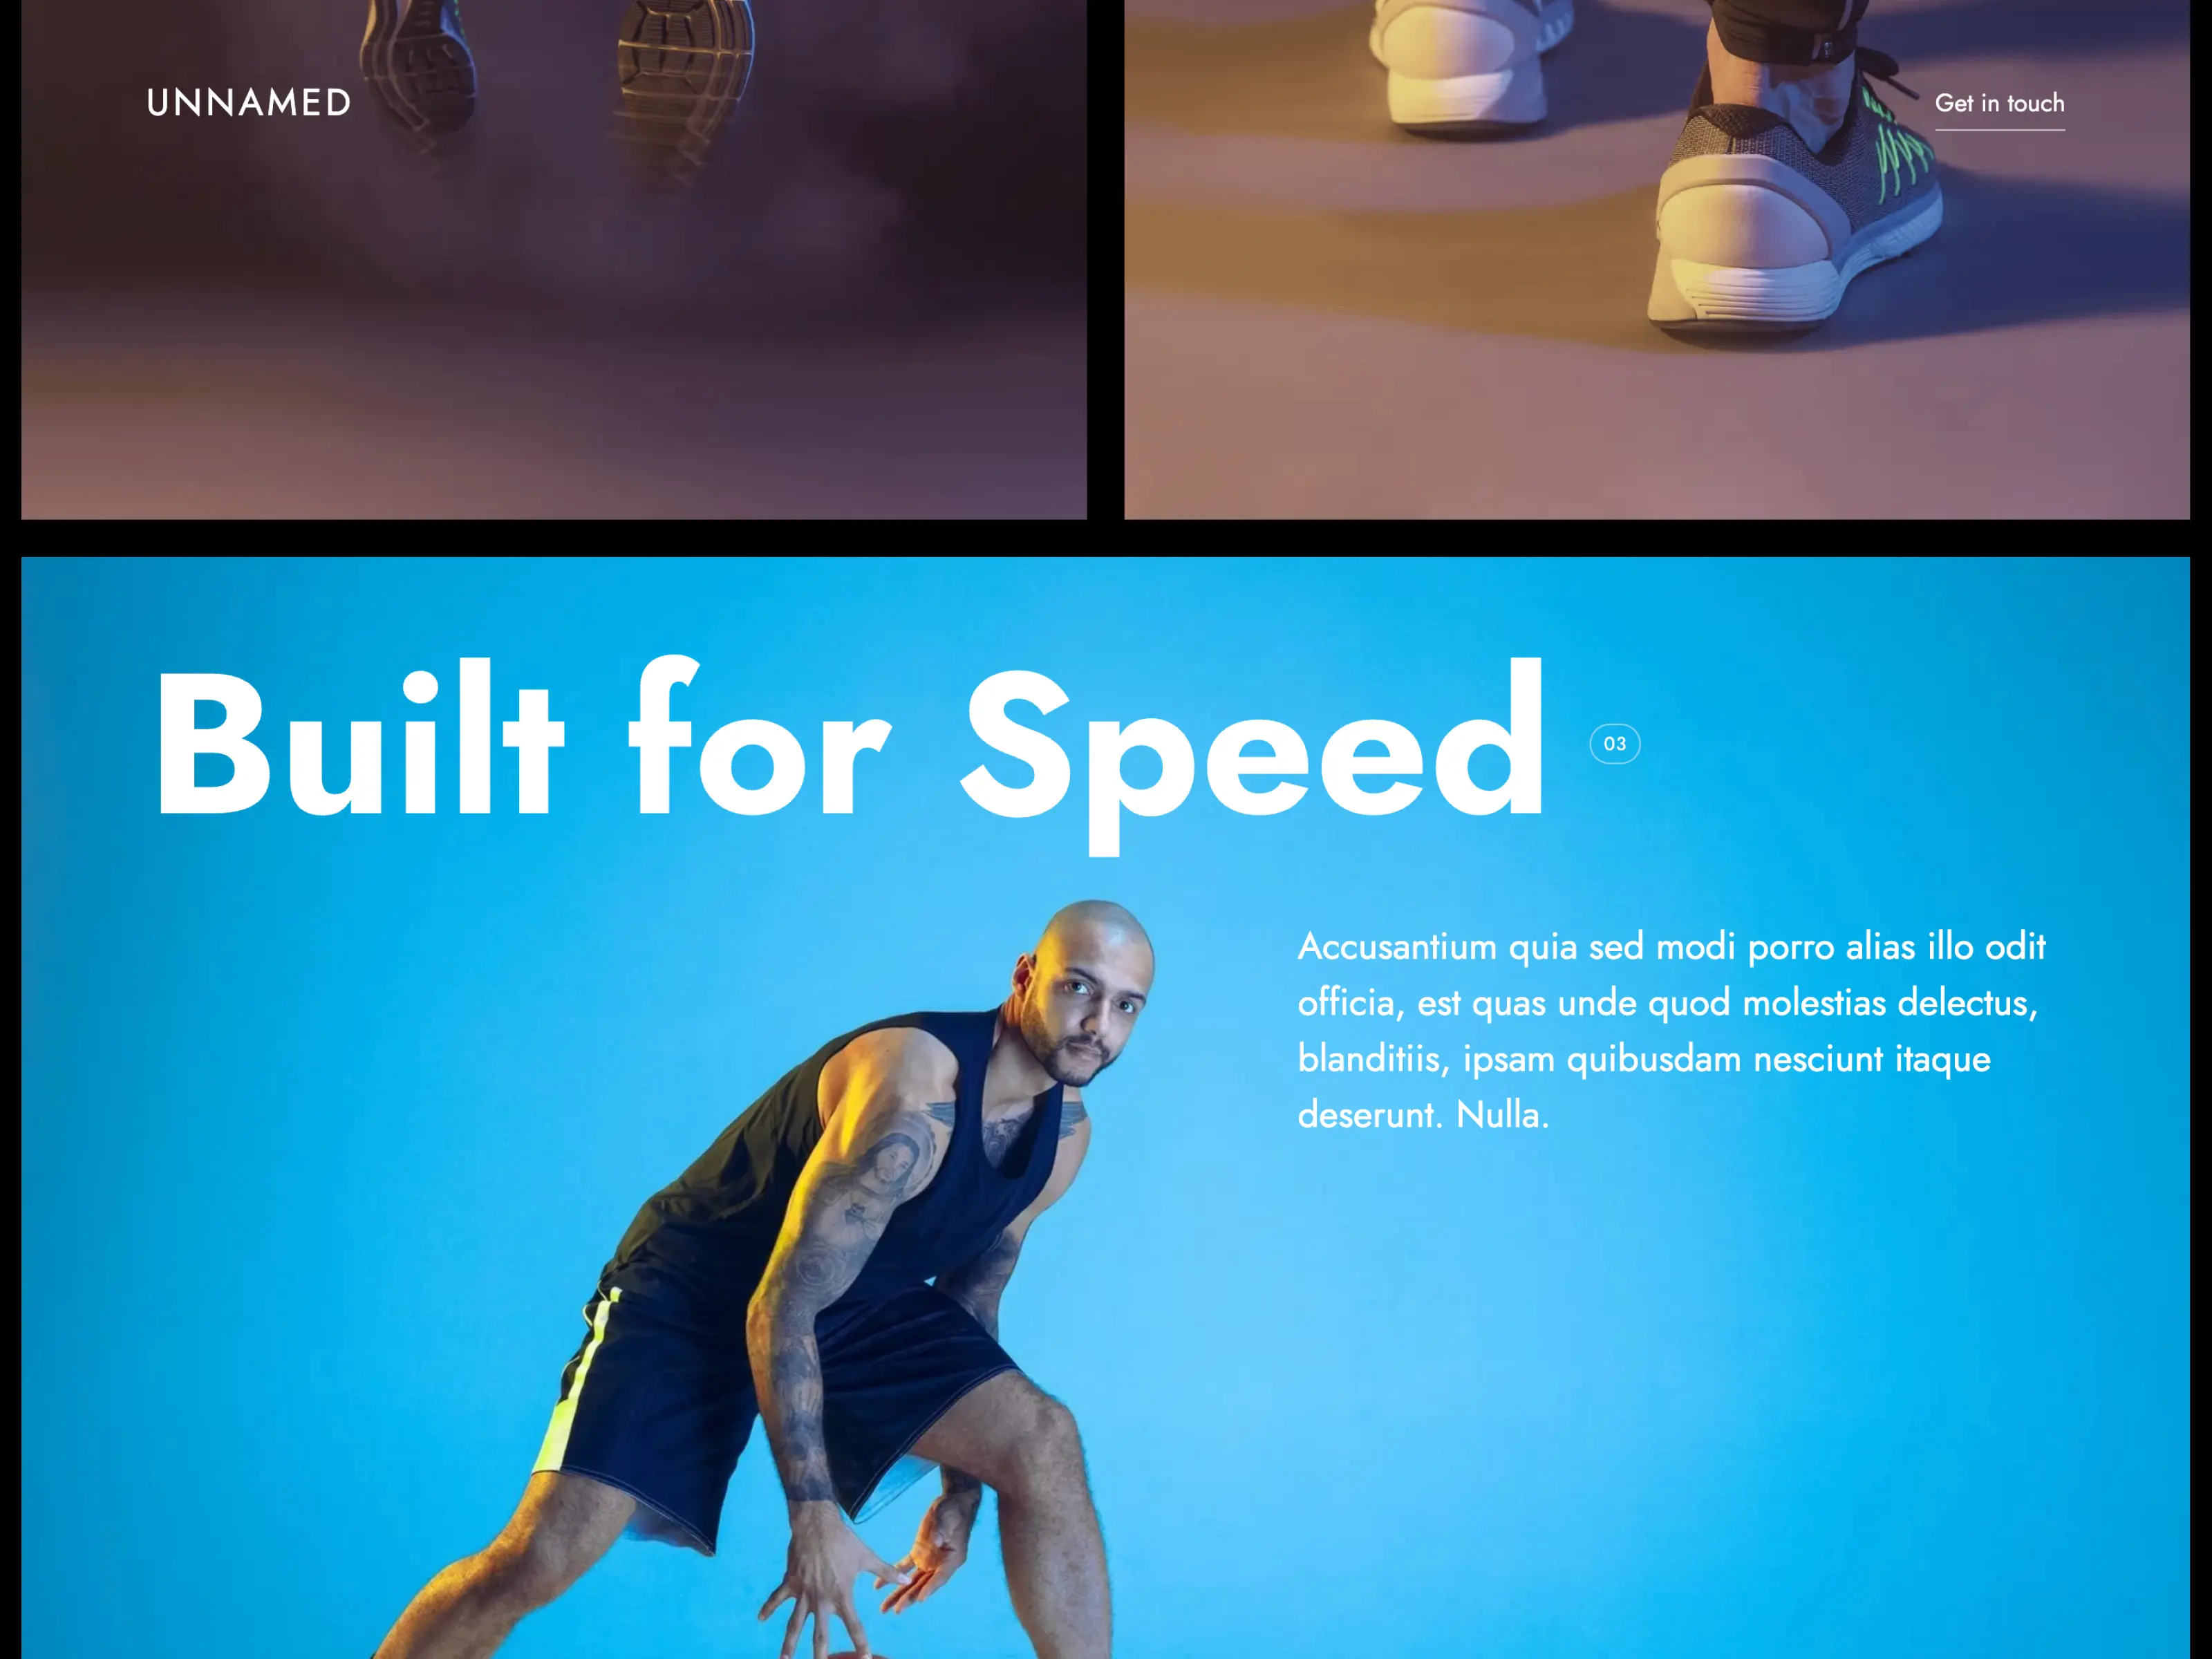 UNNAMED
Get in touch
Built for Speed
03
Accusantium quia sed modi porro alias illo odit
officia, est quas unde quod molestias delectus,
blanditiis, ipsam quibusdam nesciunt itaque
deserunt. Nulla.